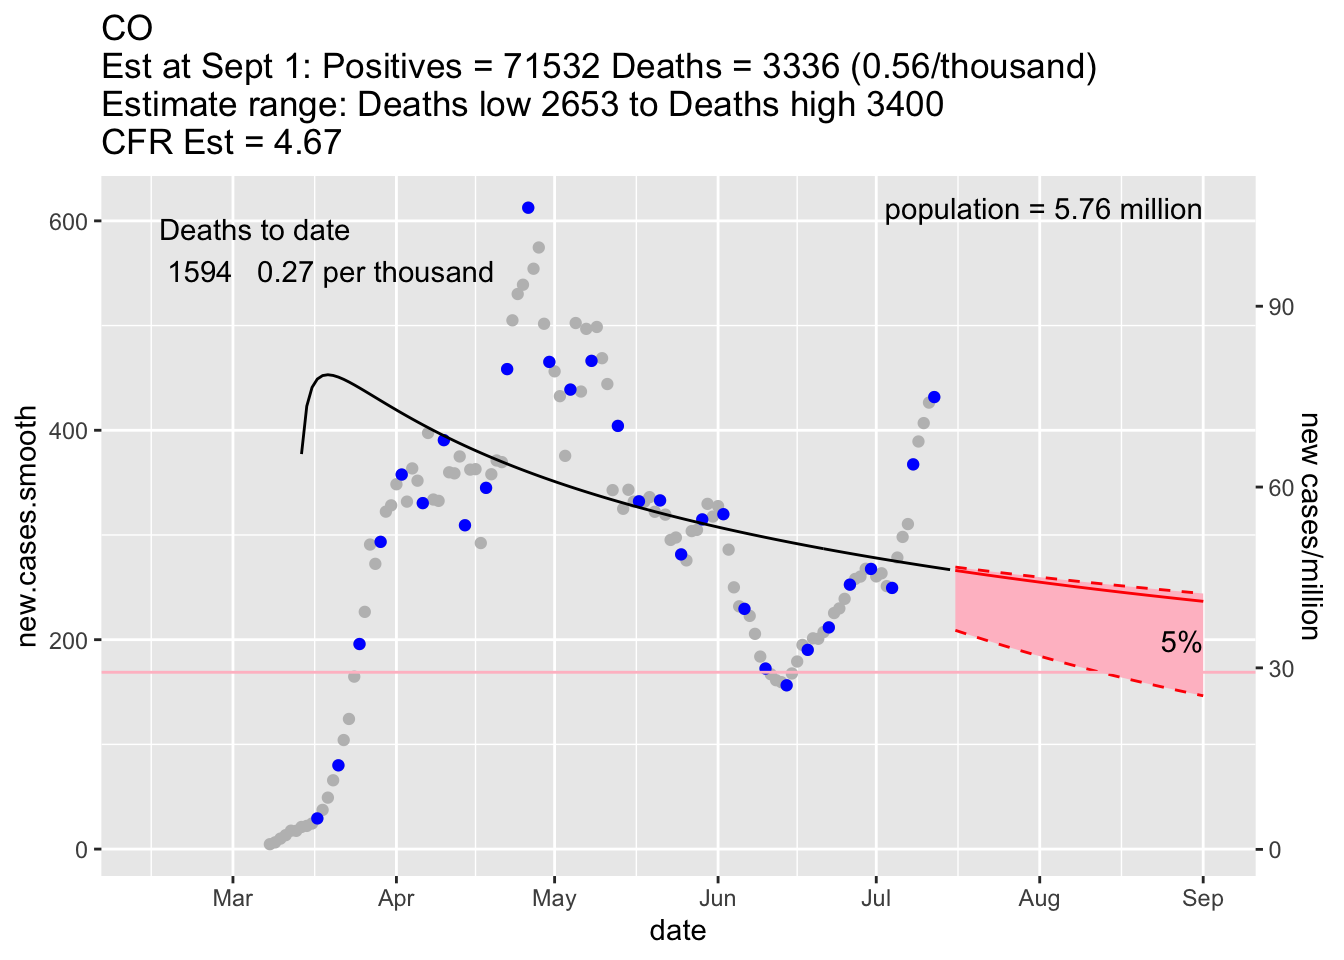 CO
Est at Sept 1: Positives = 71532 Deaths = 3336 (0.56/thousand)
Estimate range: Deaths low 2653 to Deaths high 3400
CFR Est = 4.67
Deaths to date
1594 0.27 per thousand
population = 5.76 million
600
400
200
0
new.cases.smooth
90
60
30
0
new cases/million
5%
Mar Apr May Jun Jul Aug Sep
date